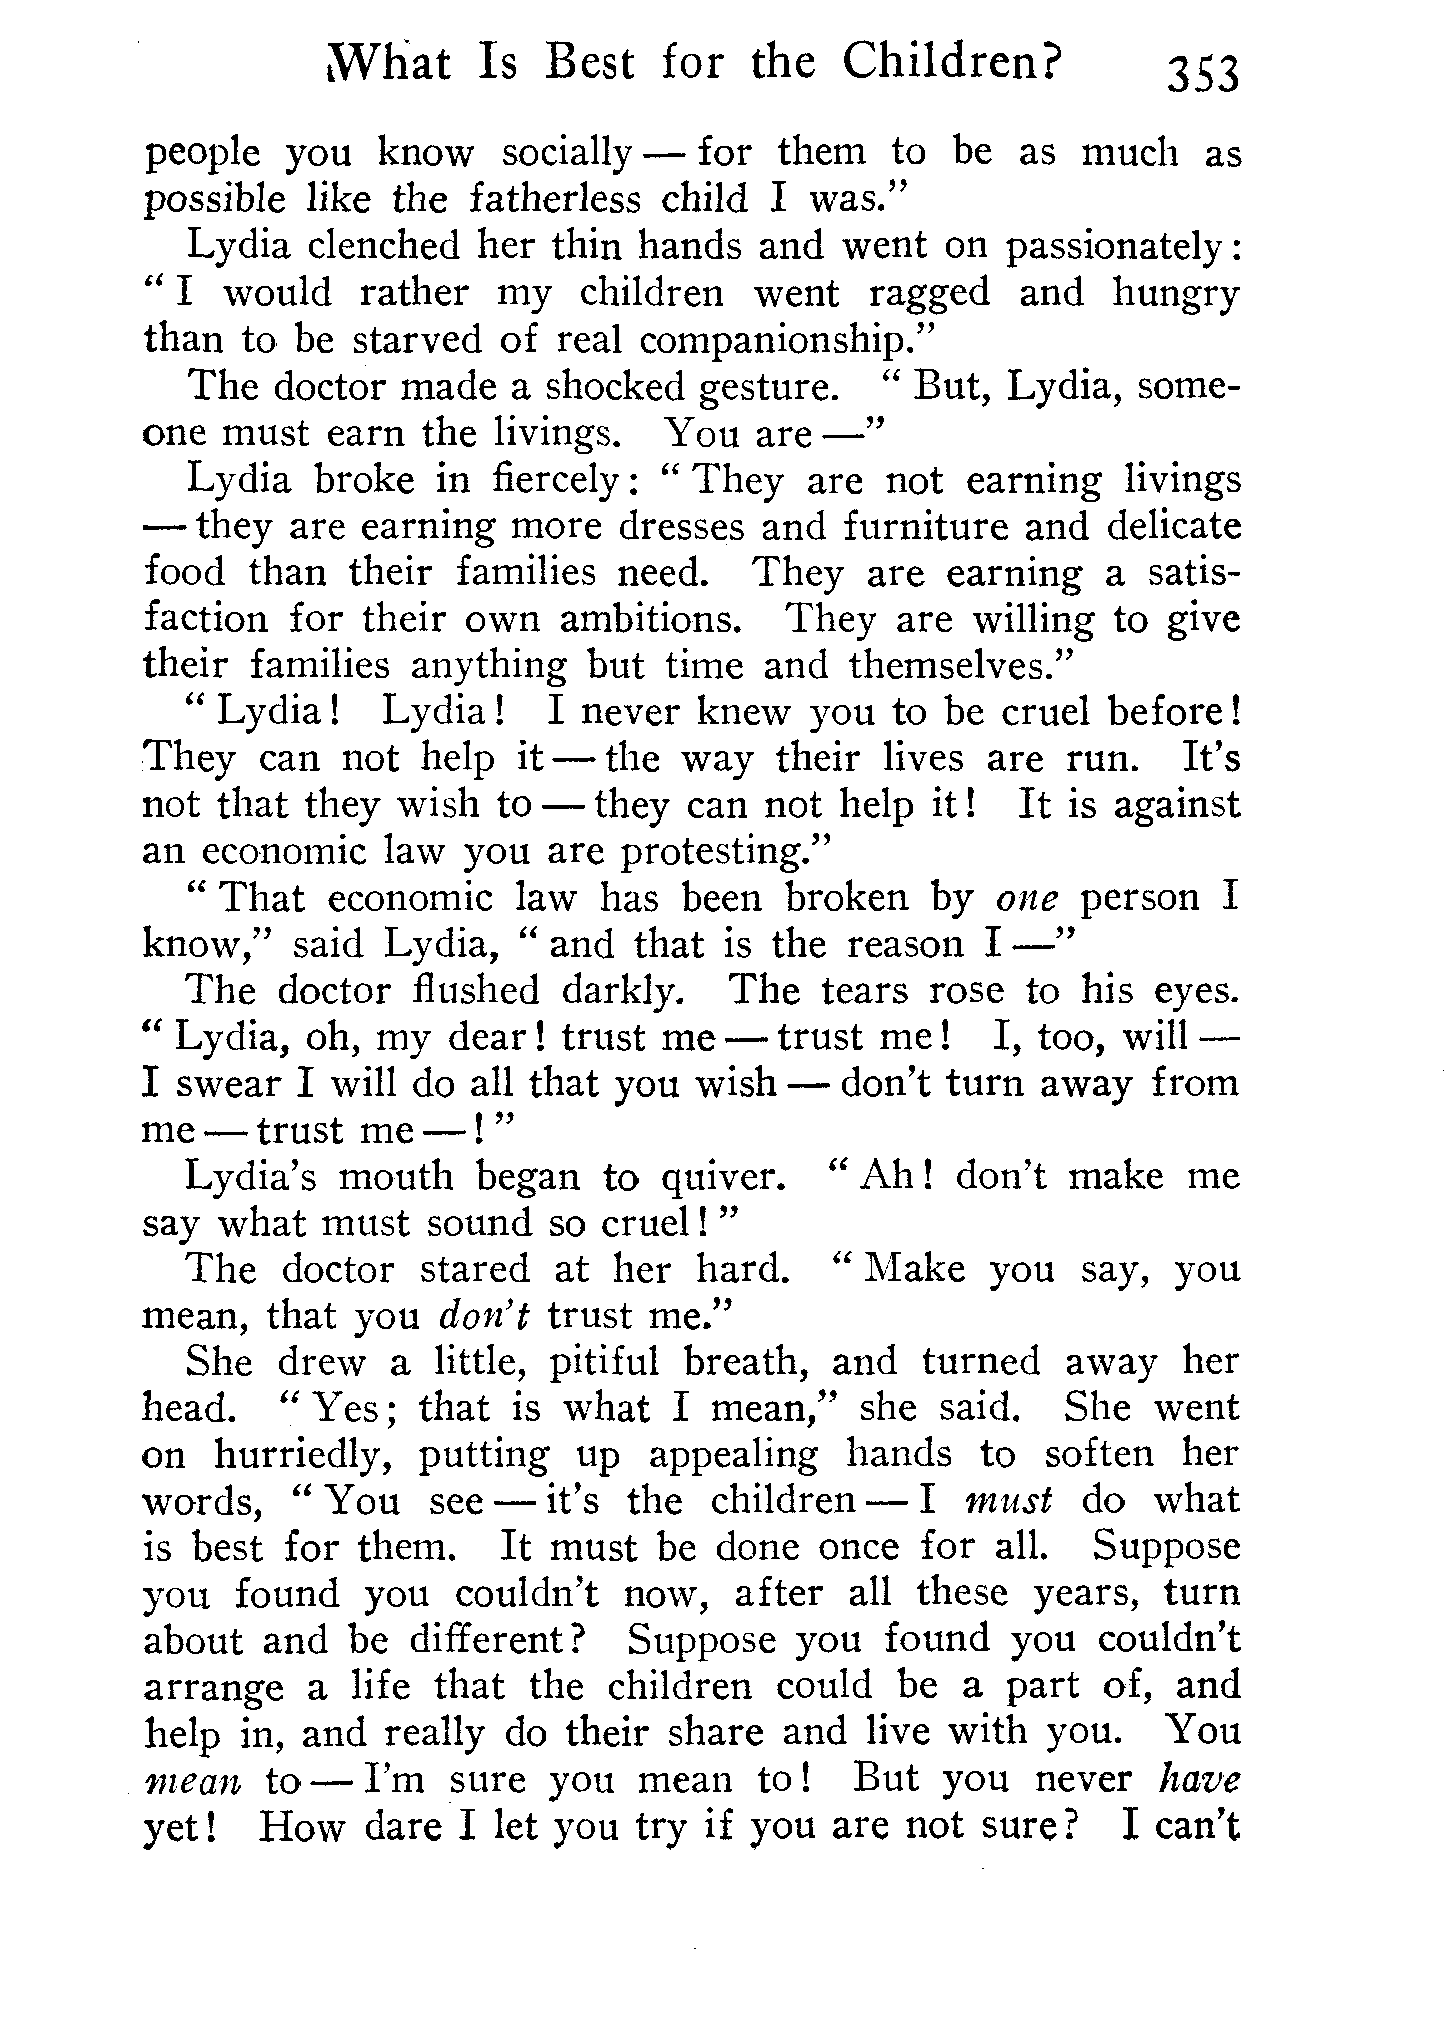 What Is Best for the Children? 353
people you know socially — for them to be as much as
possible like the fatherless child I was."
Lydia clenched her thin hands and went on passionately:
"I would rather my children went ragged and hungry
than to be starved of real companionship."
The doctor made a shocked gesture. "But, Lydia, some-
one must earn the livings. You are —"
Lydia broke in fiercely: "They are not earning livings
— they are earning more dresses and furniture and delicate
food than their families need. They are earning a satis-
faction for their own ambitions. They are willing to give
their families anything but time and themselves."
"Lydia! Lydia! I never knew you to be cruel before!
They can not help it — the way their lives are run. It's
not that they wish to — they can not help it! It is against
an economic law you are protesting."
"That economic law has been broken by one person I
know," said Lydia, "and that is the reason I —"
The doctor flushed darkly. The tears rose to his eyes.
"Lydia, oh, my dear! trust me — trust me! I, too, will —
I swear I will do all that you wish — don't turn away from
me — trust me — !"
Lydia's mouth began to quiver. "Ah! don't make me
say what must sound so cruel!"
The doctor stared at her hard. "Make you say, you
mean, that you don't trust me."
She drew a little, pitiful breath, and turned away her
head. "Yes; that is what I mean," she said. She went
on hurriedly, putting up appealing hands to soften her
words, "You see — it's the children — I must do what
is best for them. It must be done once for all. Suppose
you found you couldn't now, after all these years, turn
about and be different? Suppose you found you couldn't
arrange a life that the children could be a part of, and
help in, and really do their share and live with you. You
mean to — I'm sure you mean to! But you never have
yet! How dare I let you try if you are not sure? I can't